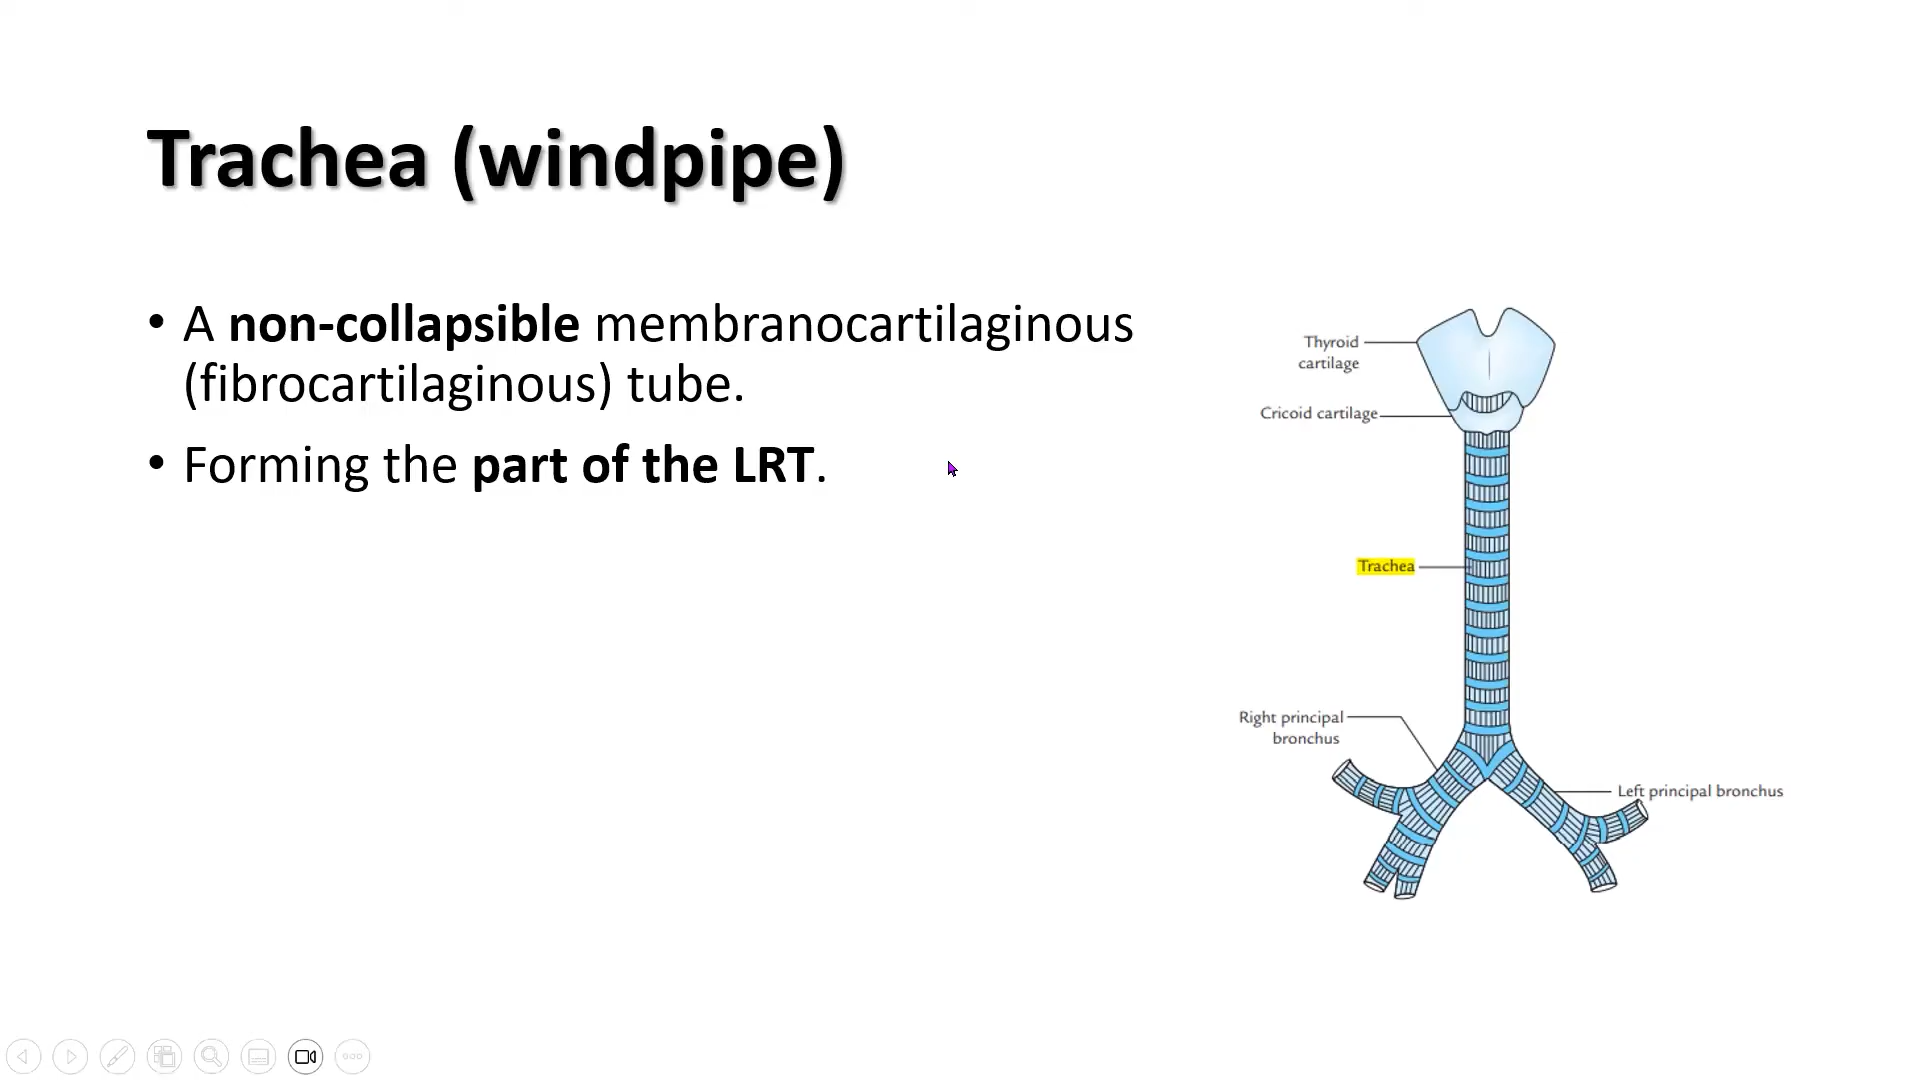 Trachea (windpipe)
• A non-collapsible membranocartilaginous
(fibrocartilaginous) tube.
• Forming the part of the LRT.
Thyroid
cartilage
Cricoid cartilage
Trachea
Right principal
bronchus
Left principal bronchus